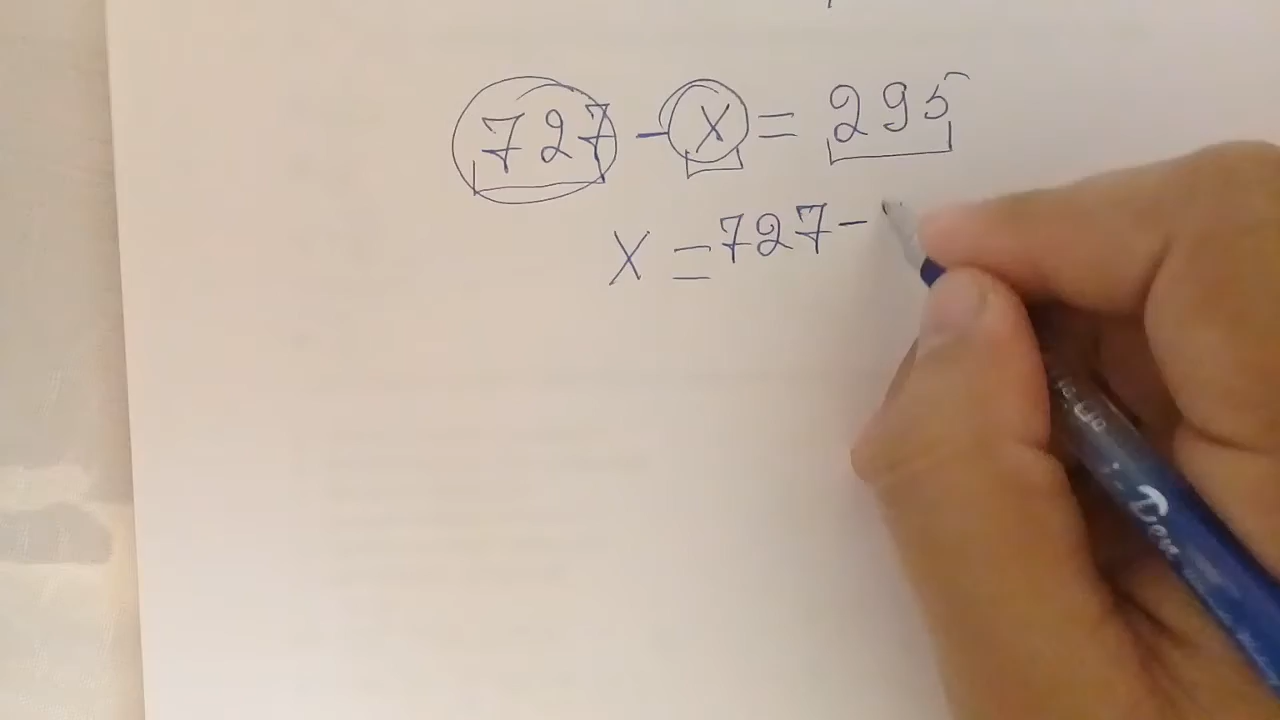 727 - x = 295
x = 727 -